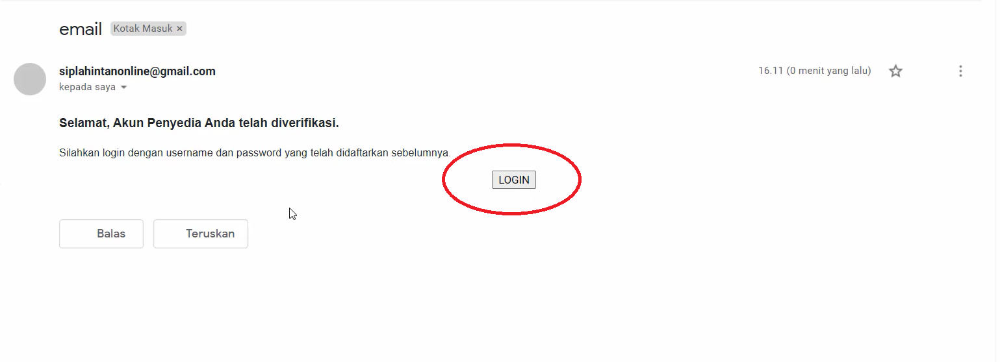 email Kotak Masuk ×
siplahintanonline@gmail.com 16.11 (0 menit yang lalu)
kepada saya
Selamat, Akun Penyedia Anda telah diverifikasi.
Silahkan login dengan username dan password yang telah didaftarkan sebelumnya.
LOGIN
Balas Teruskan